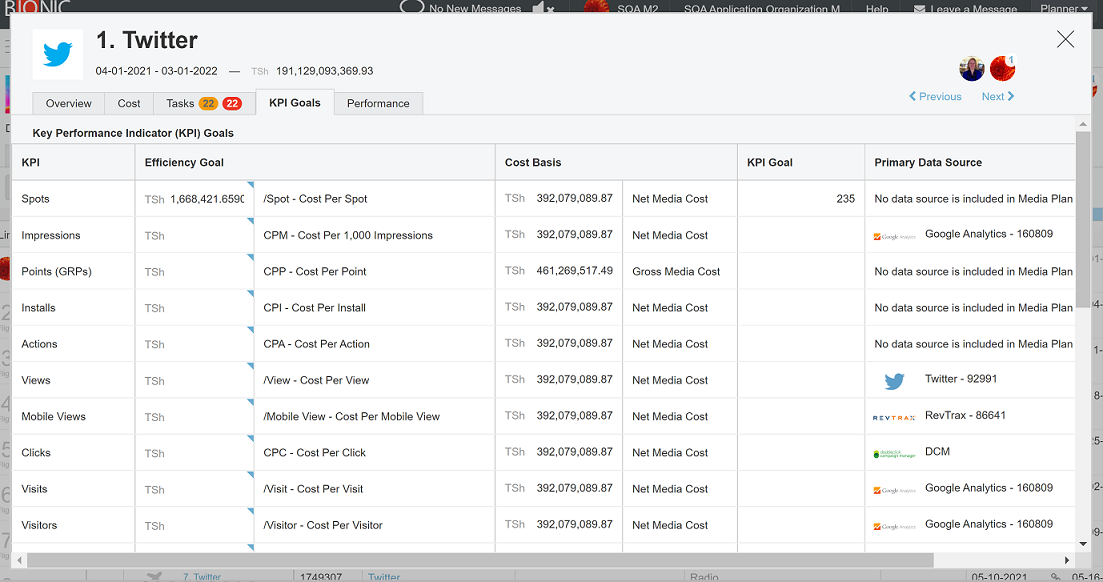 BIONIC
No New Messages
SQA M2
SQA Application Organization M
Help
Leave a Message
Planner
1. Twitter
04-01-2021 - 03-01-2022 — TSh 191,129,093,369.93
1
Previous Next
Overview Cost Tasks 22 22 KPI Goals Performance
Key Performance Indicator (KPI) Goals
KPI Efficiency Goal Cost Basis KPI Goal Primary Data Source
Spots TSh 1,668,421.6590 /Spot - Cost Per Spot TSh 392,079,089.87 Net Media Cost 235 No data source is included in Media Plan
Impressions TSh CPM - Cost Per 1,000 Impressions TSh 392,079,089.87 Net Media Cost Google Analytics Google Analytics - 160809
Points (GRPs) TSh CPP - Cost Per Point TSh 461,269,517.49 Gross Media Cost No data source is included in Media Plan
Installs TSh CPI - Cost Per Install TSh 392,079,089.87 Net Media Cost No data source is included in Media Plan
Actions TSh CPA - Cost Per Action TSh 392,079,089.87 Net Media Cost No data source is included in Media Plan
Views TSh /View - Cost Per View TSh 392,079,089.87 Net Media Cost Twitter - 92991
Mobile Views TSh /Mobile View - Cost Per Mobile View TSh 392,079,089.87 Net Media Cost REVTRAX RevTrax - 86641
Clicks TSh CPC - Cost Per Click TSh 392,079,089.87 Net Media Cost DCM
Visits TSh /Visit - Cost Per Visit TSh 392,079,089.87 Net Media Cost Google Analytics Google Analytics - 160809
Visitors TSh /Visitor - Cost Per Visitor TSh 392,079,089.87 Net Media Cost Google Analytics Google Analytics - 160809
7. Twitter 1749307 Twitter Radio 05-10-2021 05-16-